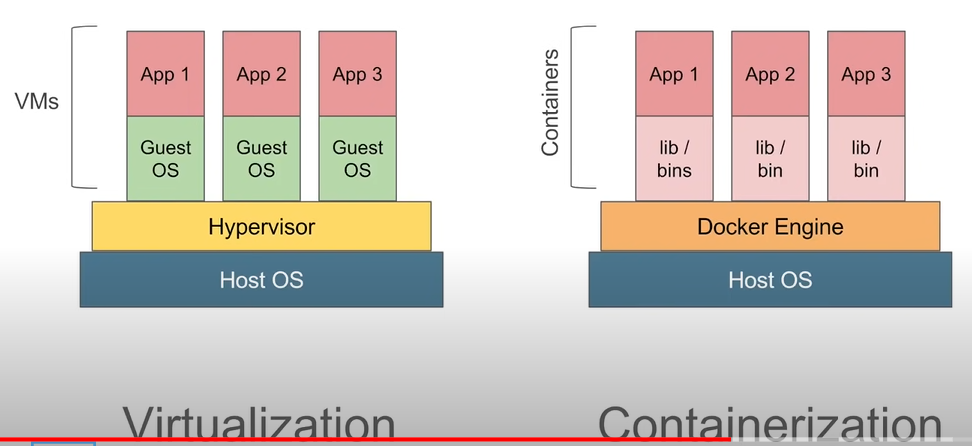 VMs
App 1
App 2
App 3
Guest
OS
Guest
OS
Guest
OS
Hypervisor
Host OS
Virtualization
Containers
App 1
App 2
App 3
lib /
bins
lib /
bin
lib /
bin
Docker Engine
Host OS
Containerization